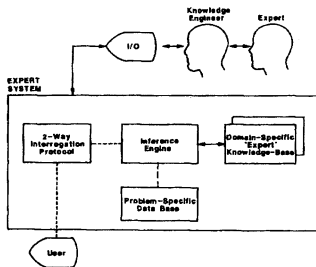 Knowledge
Engineer
Expert
I/O
EXPERT
SYSTEM
2-Way
Interregation
Protocol
Inference
Engine
Domain-Specific
"Expert"
Knowledge-Base
Problem-Specific
Data Base
User